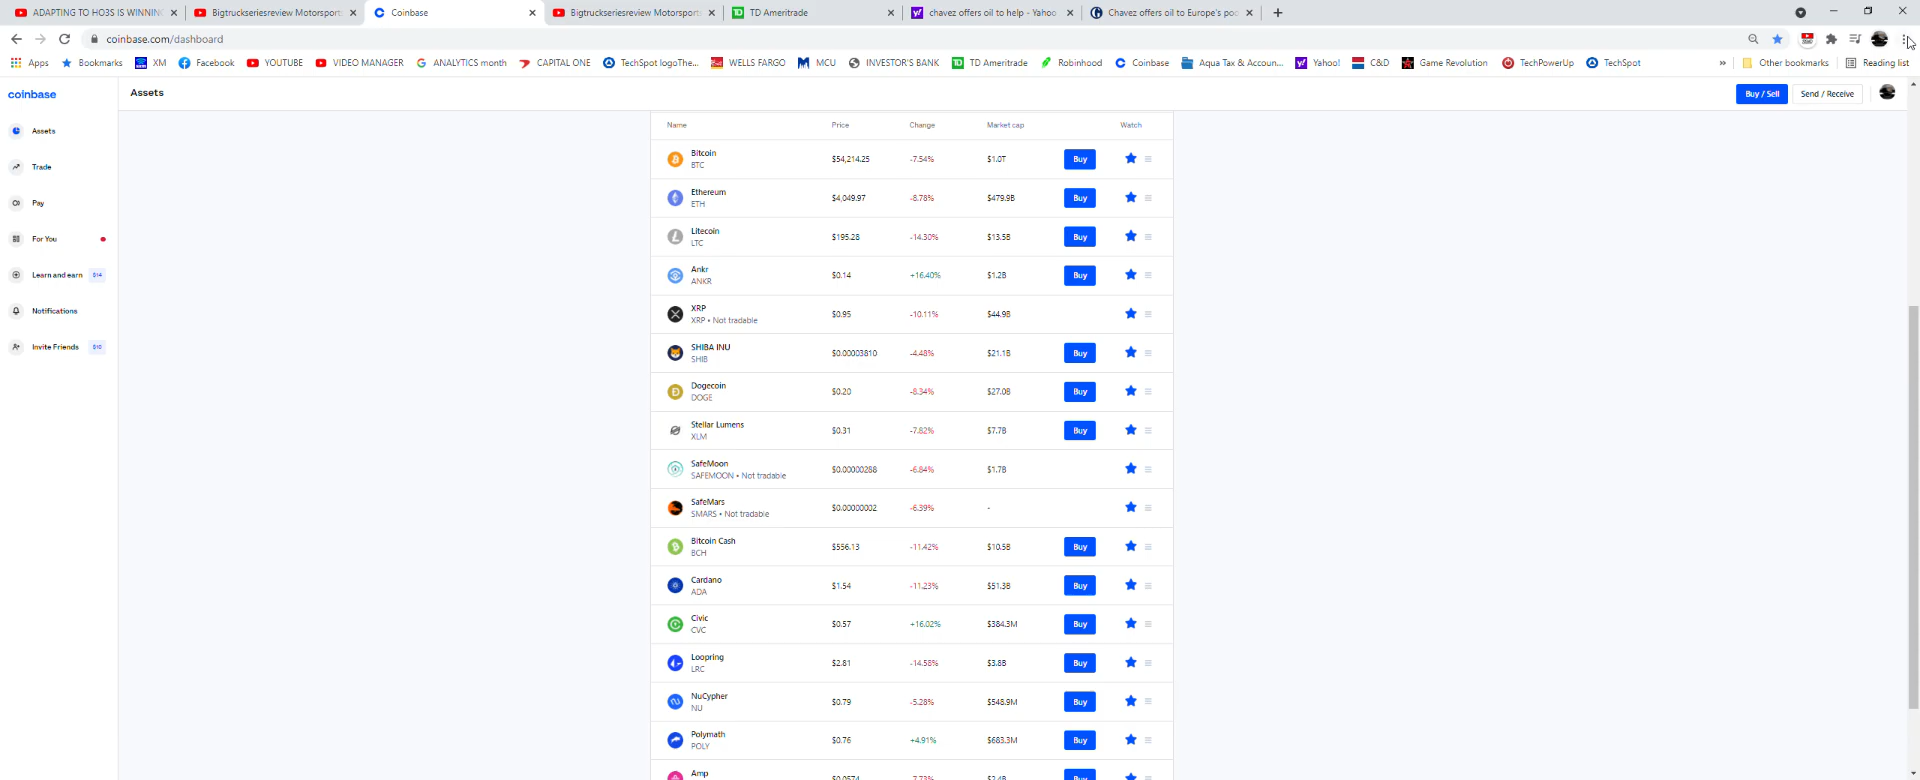 ADAPTING TO HO3S IS WINNIN
Bigtruckseriesreview Motorsport
Coinbase
Bigtruckseriesreview Motorsport
TD Ameritrade
chavez offers oil to help - Yahoo
Chavez offers oil to Europe's po
coinbase.com/dashboard
Apps
Bookmarks
XM
Facebook
YOUTUBE
VIDEO MANAGER
ANALYTICS month
CAPITAL ONE
TechSpot logoThe...
WELLS FARGO
MCU
INVESTOR'S BANK
TD Ameritrade
Robinhood
Coinbase
Aqua Tax & Accoun...
Yahoo!
C&D
Game Revolution
TechPowerUp
TechSpot
»
Other bookmarks
Reading list
coinbase
Assets
Buy / Sell
Send / Receive
Assets
Trade
Pay
For You
Learn and earn $14
Notifications
Invite Friends $10
Name Price Change Market cap Watch
Bitcoin
BTC
$54,214.25 -7.54% $1.0T Buy
Ethereum
ETH
$4,049.97 -8.78% $479.9B Buy
Litecoin
LTC
$195.28 -14.30% $13.5B Buy
Ankr
ANKR
$0.14 +16.40% $1.2B Buy
XRP
XRP • Not tradable
$0.95 -10.11% $44.9B
SHIBA INU
SHIB
$0.00003810 -4.48% $21.1B Buy
Dogecoin
DOGE
$0.20 -8.34% $27.0B Buy
Stellar Lumens
XLM
$0.31 -7.82% $7.7B Buy
SafeMoon
SAFEMOON • Not tradable
$0.00000288 -6.84% $1.7B
SafeMars
SMARS • Not tradable
$0.00000002 -6.39% -
Bitcoin Cash
BCH
$556.13 -11.42% $10.5B Buy
Cardano
ADA
$1.54 -11.23% $51.3B Buy
Civic
CVC
$0.57 +16.02% $384.3M Buy
Loopring
LRC
$2.81 -14.58% $3.8B Buy
NuCypher
NU
$0.79 -5.28% $548.9M Buy
Polymath
POLY
$0.76 +4.91% $683.3M Buy
Amp
$0.0574 -7.73% $2.4B Buy